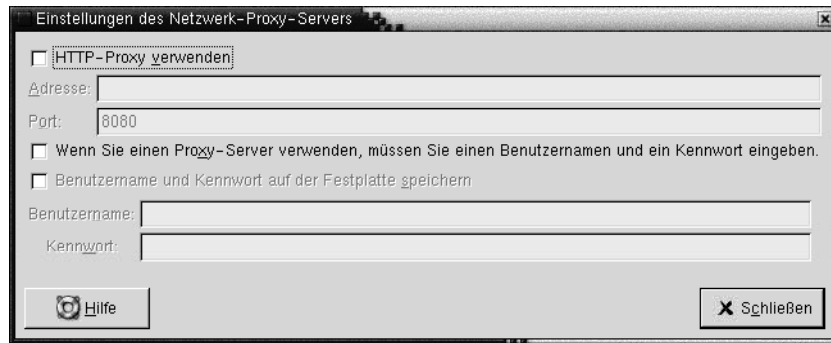 Einstellungen des Netzwerk-Proxy-Servers
HTTP-Proxy verwenden
Adresse:
Port: 8080
Wenn Sie einen Proxy-Server verwenden, müssen Sie einen Benutzernamen und ein Kennwort eingeben.
Benutzername und Kennwort auf der Festplatte speichern
Benutzername:
Kennwort:
Hilfe Schließen